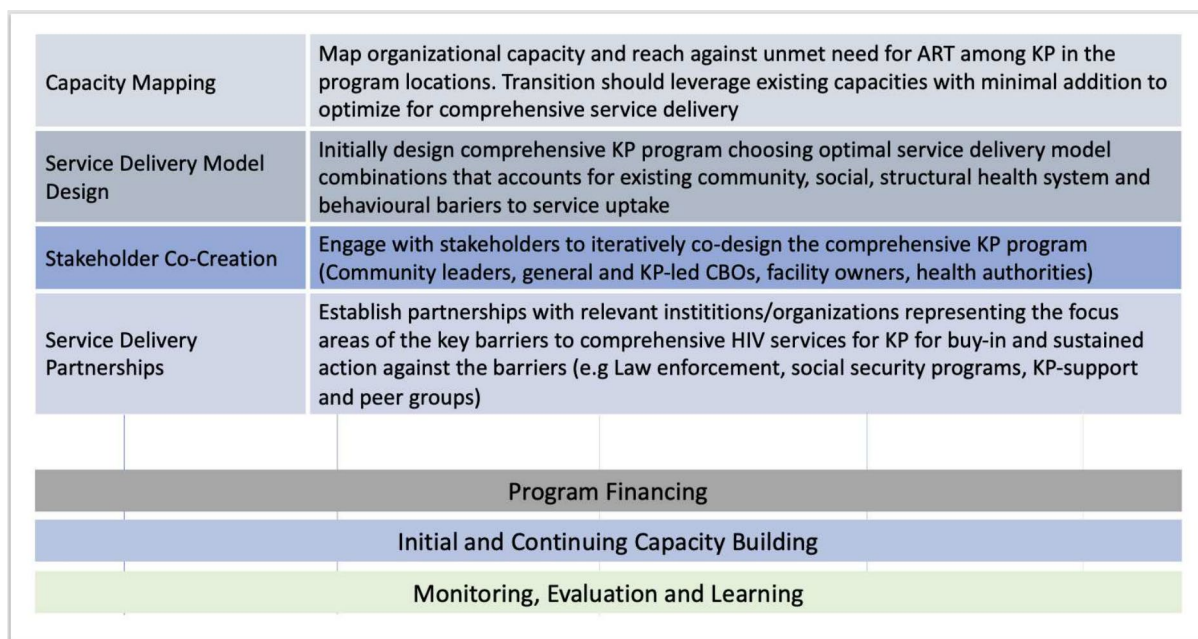 Capacity Mapping
Map organizational capacity and reach against unmet need for ART among KP in the
program locations. Transition should leverage existing capacities with minimal addition to
optimize for comprehensive service delivery
Service Delivery Model
Design
Initially design comprehensive KP program choosing optimal service delivery model
combinations that accounts for existing community, social, structural health system and
behavioural bariers to service uptake
Stakeholder Co-Creation
Engage with stakeholders to iteratively co-design the comprehensive KP program
(Community leaders, general and KP-led CBOs, facility owners, health authorities)
Service Delivery
Partnerships
Establish partnerships with relevant instititions/organizations representing the focus
areas of the key barriers to comprehensive HIV services for KP for buy-in and sustained
action against the barriers (e.g Law enforcement, social security programs, KP-support
and peer groups)
Program Financing
Initial and Continuing Capacity Building
Monitoring, Evaluation and Learning